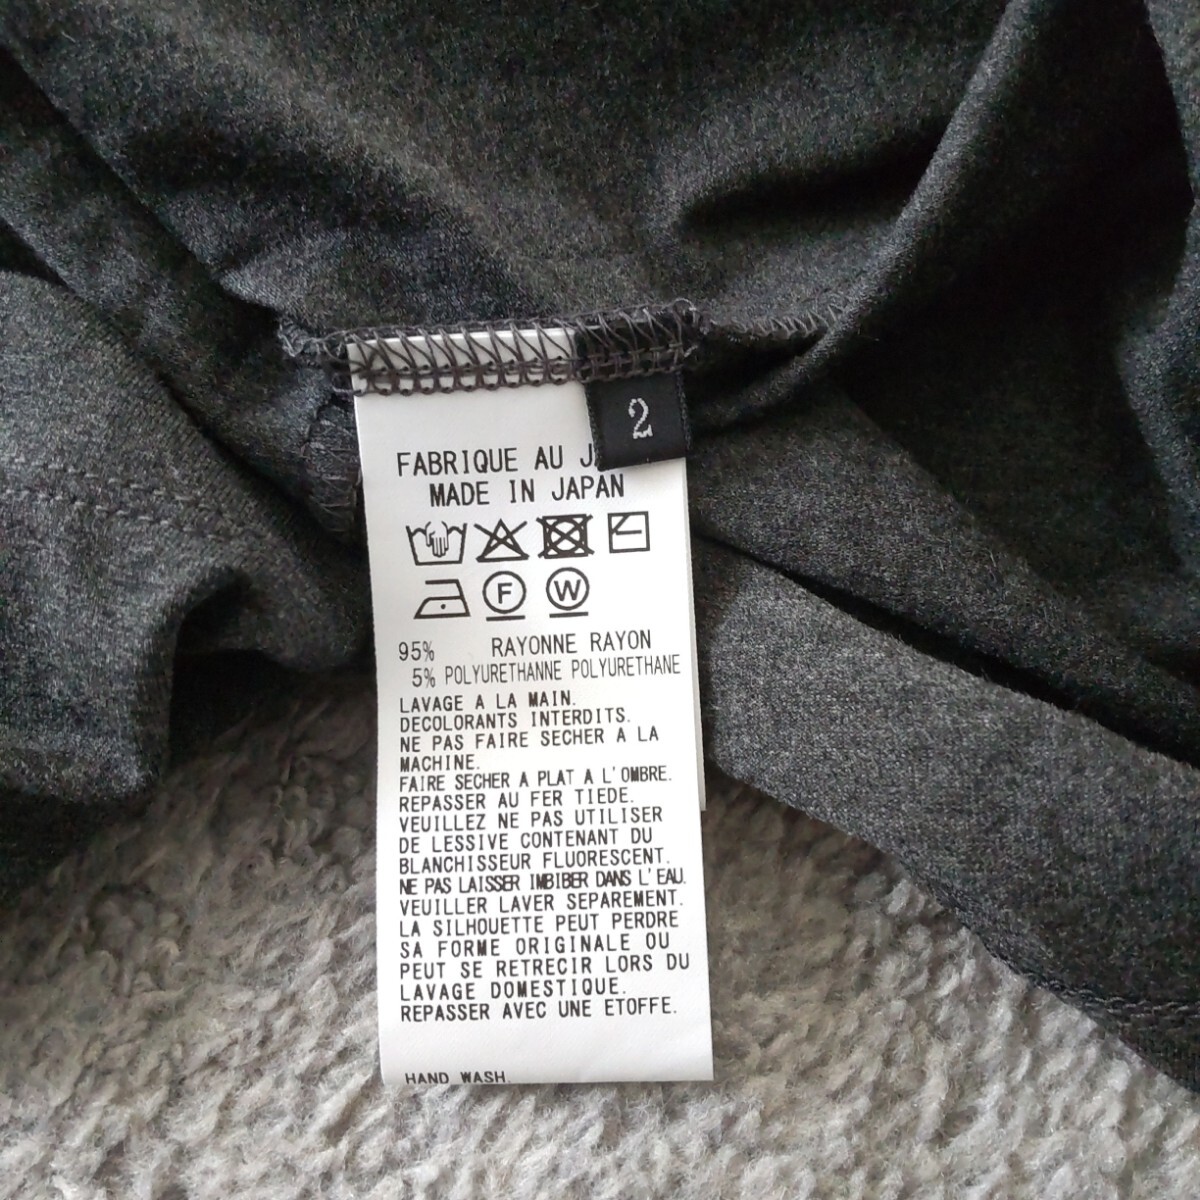 2
FABRIQUE AU
MADE IN JAPAN
F W
95% RAYONNE RAYON
5% POLYURETHANNE POLYURETHANE
LAVAGE A LA MAIN.
DECOLORANTS INTERDITS.
NE PAS FAIRE SECHER A LA
MACHINE.
FAIRE SECHER A PLAT A L'OMBRE.
REPASSER AU FER TIEDE.
VEUILLEZ NE PAS UTILISER
DE LESSIVE CONTENANT DU
BLANCHISSEUR FLUORESCENT.
NE PAS LAISSER IMBIBER DANS L'EAU.
VEUILLER LAVER SEPAREMENT.
LA SILHOUETTE PEUT PERDRE
SA FORME ORIGINALE OU
PEUT SE RETRECIR LORS DU
LAVAGE DOMESTIQUE.
REPASSER AVEC UNE ETOFFE.
HAND WASH.